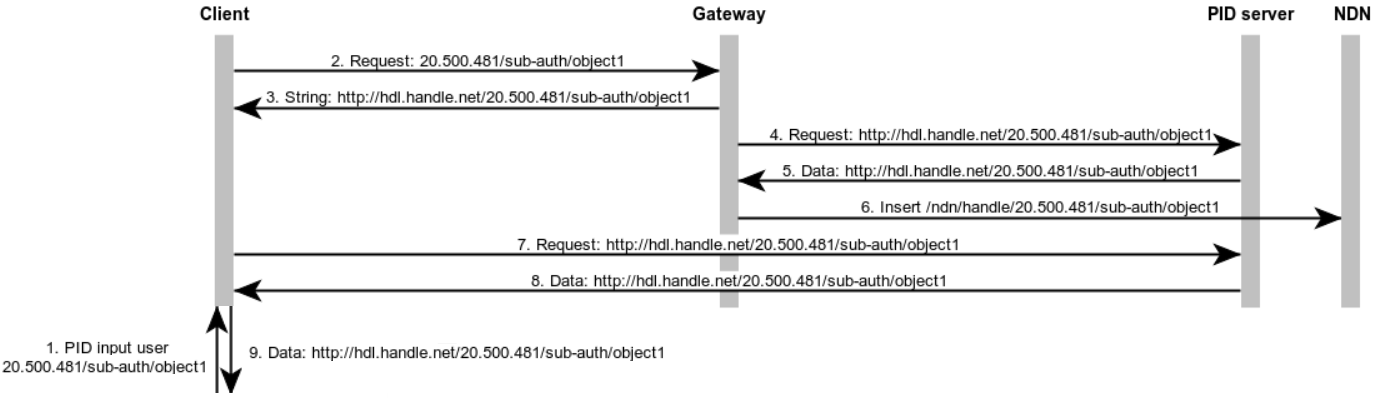 Client Gateway PID server NDN
2. Request: 20.500.481/sub-auth/object1
3. String: http://hdl.handle.net/20.500.481/sub-auth/object1
4. Request: http://hdl.handle.net/20.500.481/sub-auth/object1
5. Data: http://hdl.handle.net/20.500.481/sub-auth/object1
6. Insert /ndn/handle/20.500.481/sub-auth/object1
7. Request: http://hdl.handle.net/20.500.481/sub-auth/object1
8. Data: http://hdl.handle.net/20.500.481/sub-auth/object1
1. PID input user
20.500.481/sub-auth/object1
9. Data: http://hdl.handle.net/20.500.481/sub-auth/object1